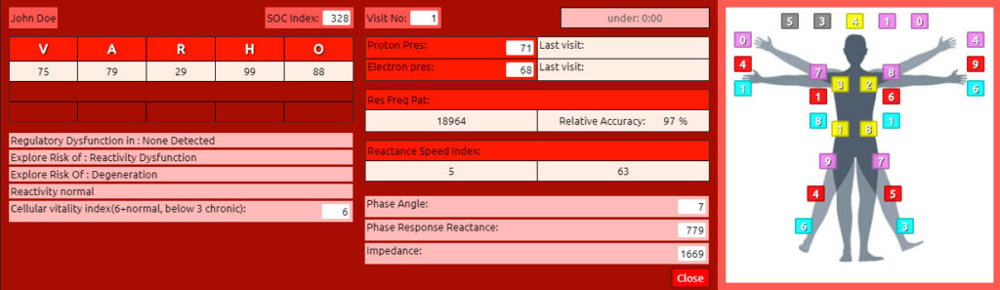 John Doe
SOC Index: 328
V A R H O
75 79 29 99 88
Regulatory Dysfunction in : None Detected
Explore Risk of : Reactivity Dysfunction
Explore Risk Of : Degeneration
Reactivity normal
Cellular vitality index(6+normal, below 3 chronic): 6
Visit No: 1
under: 0:00
Proton Pres: 71 Last visit:
Electron pres: 68 Last visit:
Res Freq Pat:
18964 Relative Accuracy: 97 %
Reactance Speed Index:
5 63
Phase Angle: 7
Phase Response Reactance: 779
Impedance: 1669
Close
5 3 4 1 0
0 4
4 9
7 8
1 3 2 6
1 6
8 1 8 1
9 7
4 5
6 3